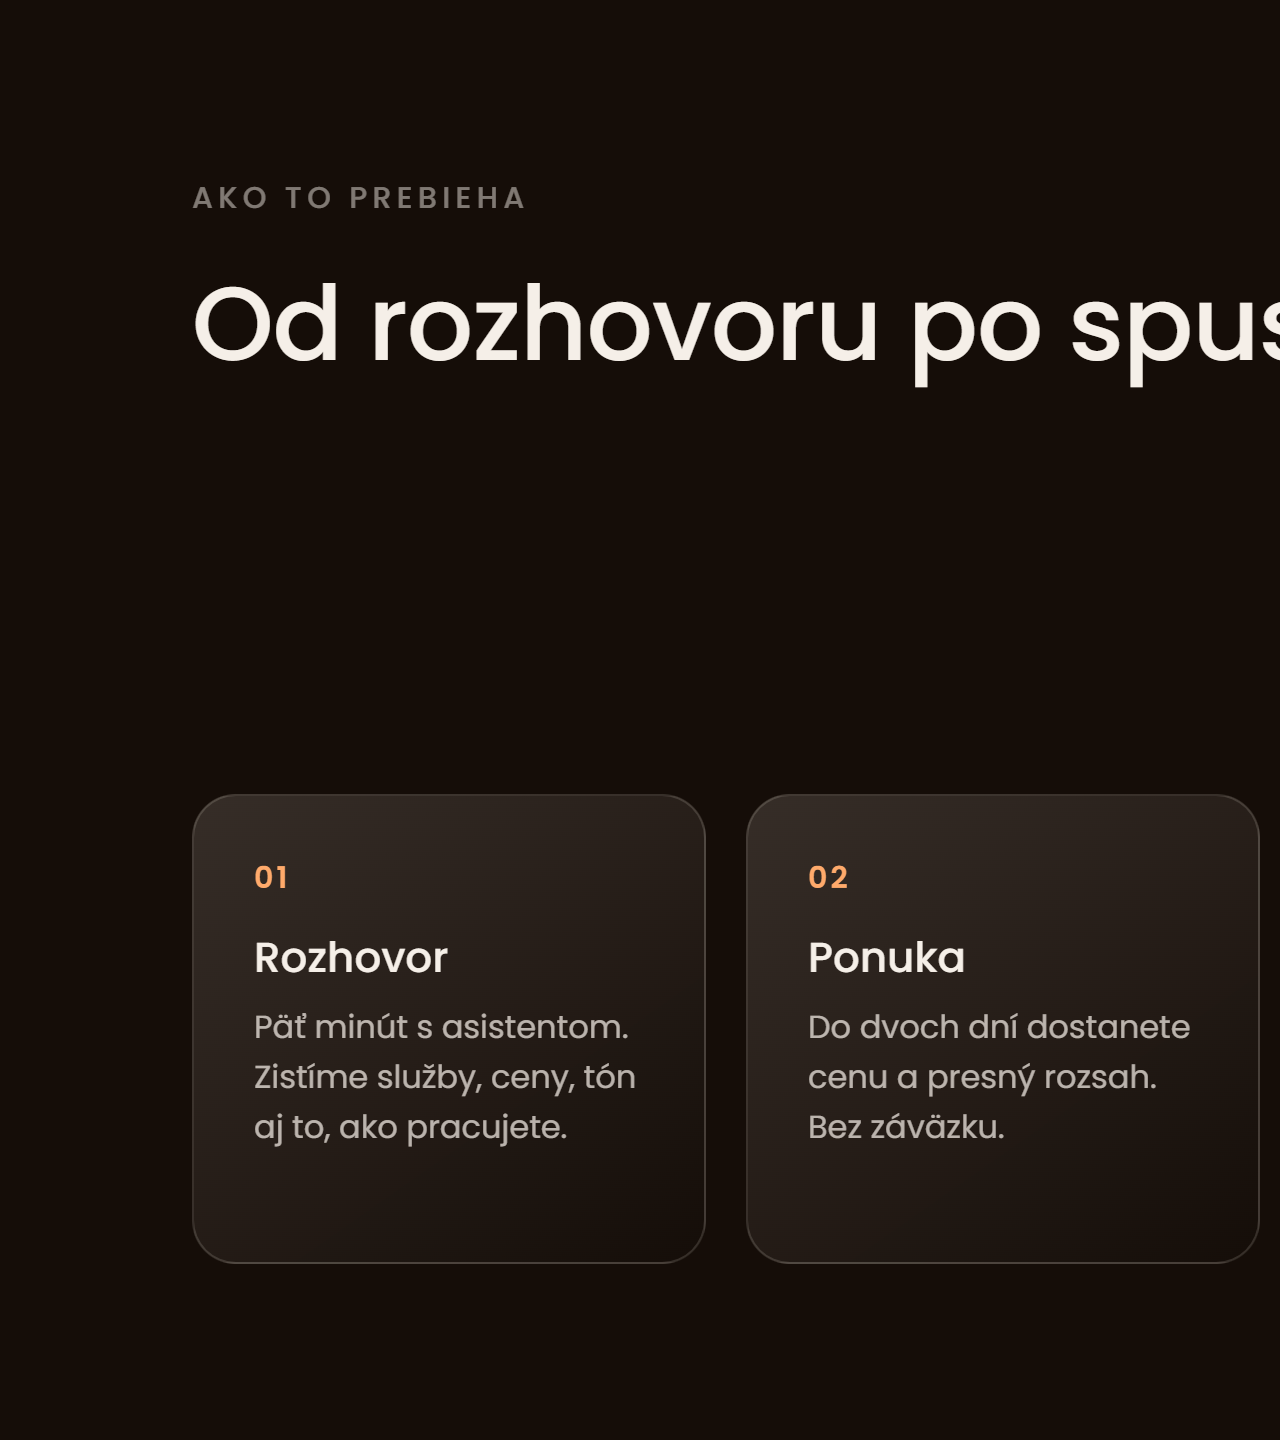 AKO TO PREBIEHA
Od rozhovoru po
01
Rozhovor
Päť minút s asistentom.
Zistíme služby, ceny, tón
aj to, ako pracujete.
02
Ponuka
Do dvoch dní dostanete
cenu a presný rozsah.
Bez záväzku.